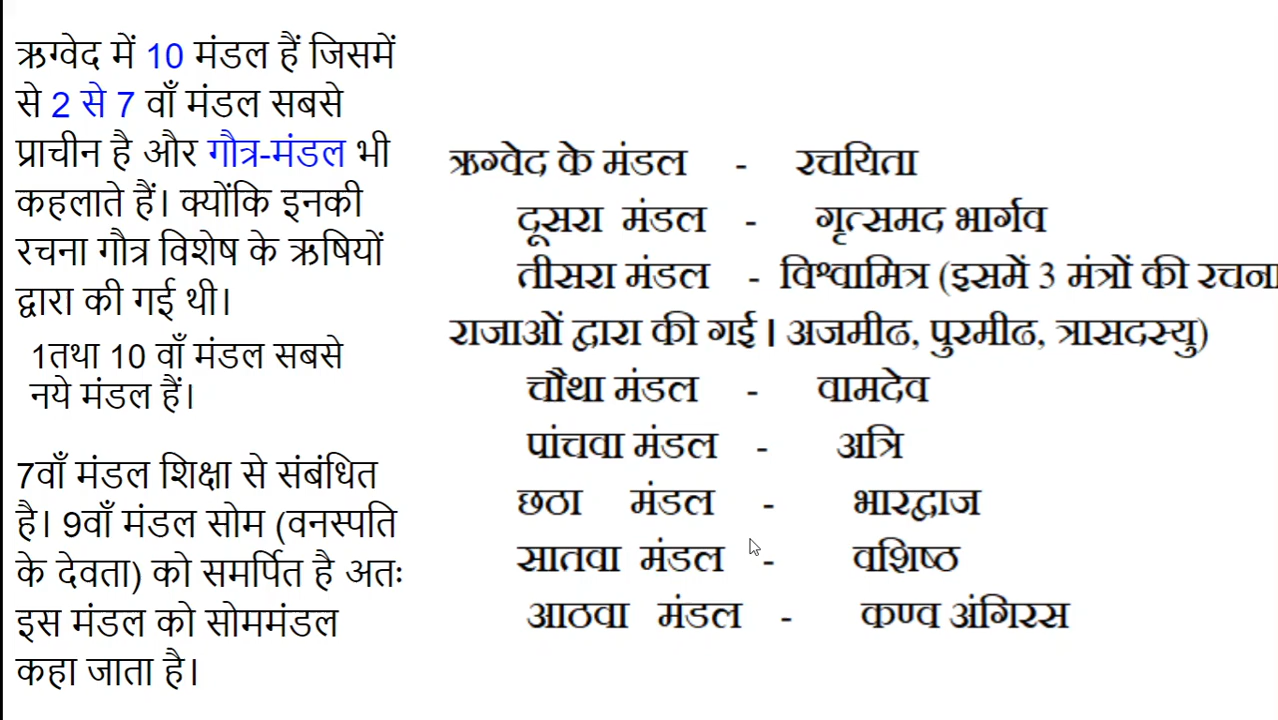 ऋग्वेद में 10 मंडल हैं जिसमें
से 2 से 7 वाँ मंडल सबसे
प्राचीन है और गौत्र-मंडल भी
कहलाते हैं। क्योंकि इनकी
रचना गौत्र विशेष के ऋषियों
द्वारा की गई थी।
1तथा 10 वाँ मंडल सबसे
नये मंडल हैं।
7वाँ मंडल शिक्षा से संबंधित
है। 9वाँ मंडल सोम (वनस्पति
के देवता) को समर्पित है अतः
इस मंडल को सोममंडल
कहा जाता है।
ऋग्वेद के मंडल - रचयिता
दूसरा मंडल - गृत्समद भार्गव
तीसरा मंडल - विश्वामित्र (इसमें 3 मंत्रों की रचना
राजाओं द्वारा की गई। अजमीढ, पुरमीढ, त्रासदस्यु)
चौथा मंडल - वामदेव
पांचवा मंडल - अत्रि
छठा मंडल - भारद्वाज
सातवा मंडल - वशिष्ठ
आठवा मंडल - कण्व अंगिरस